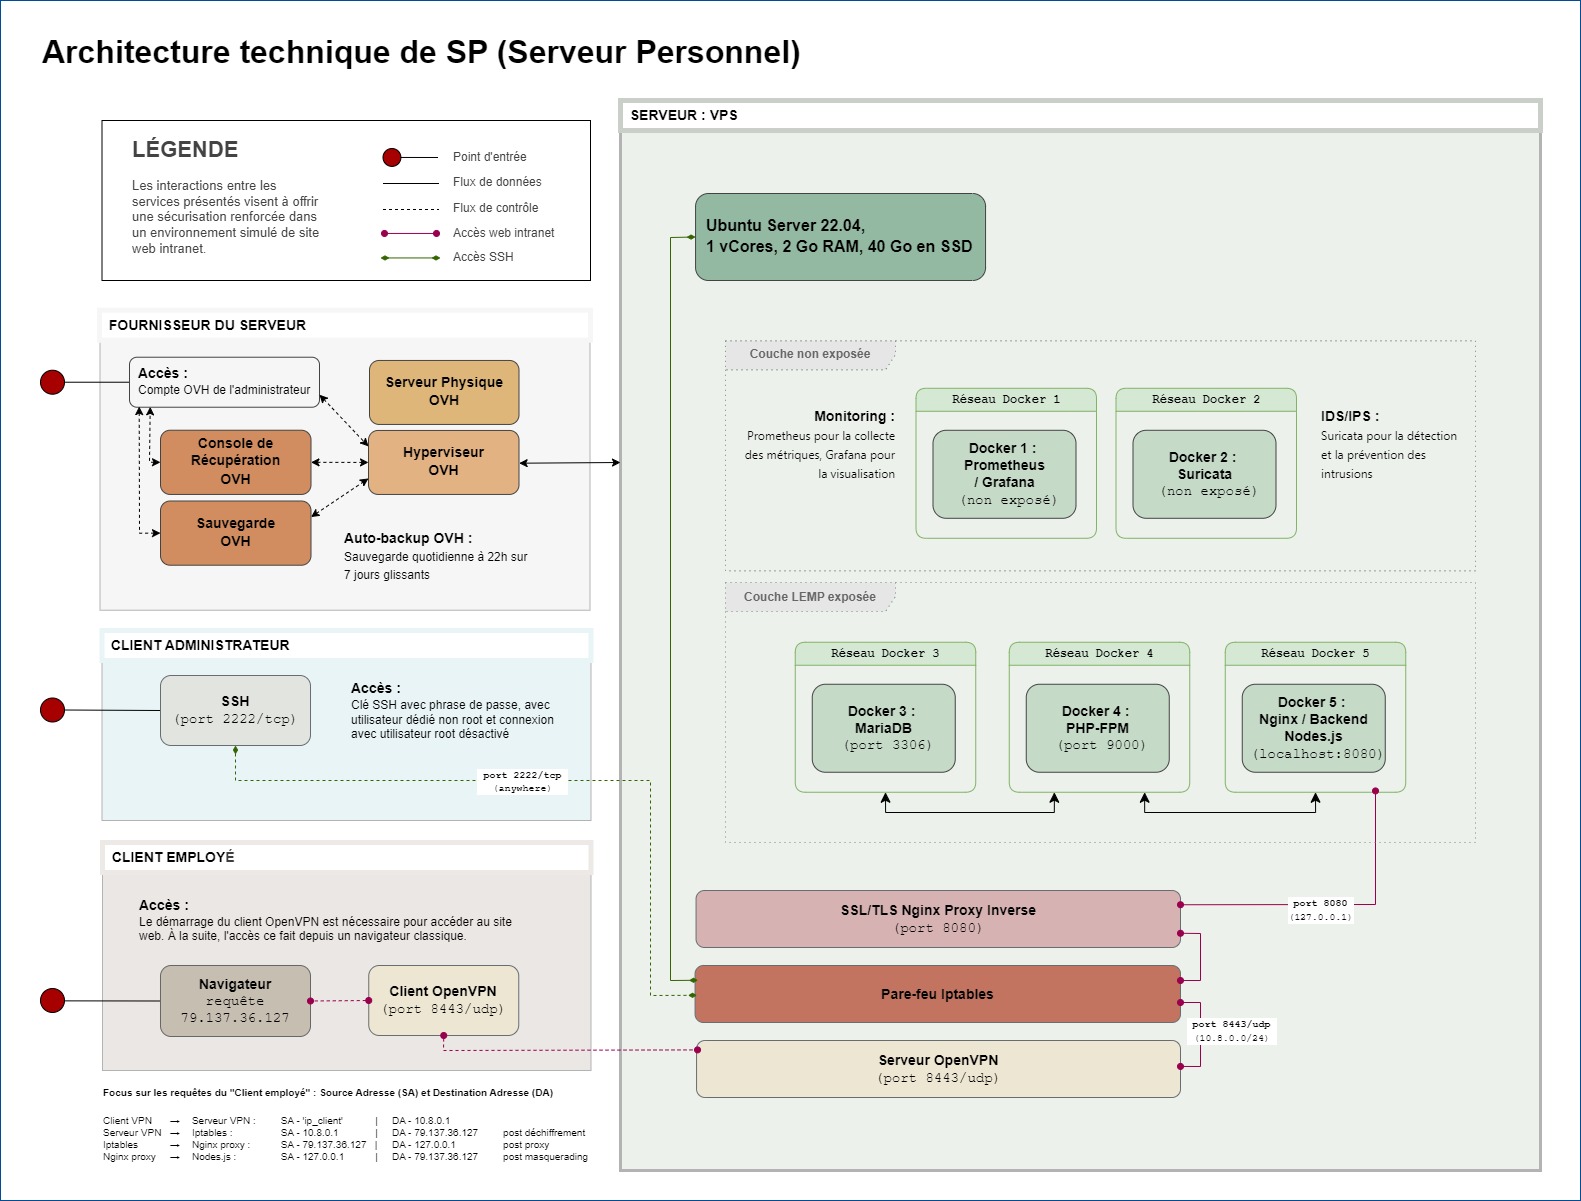 Architecture technique de SP (Serveur Personnel)
LÉGENDE
Les interactions entre les
services présentés visent à offrir
une sécurisation renforcée dans
un environnement simulé de site
web intranet.
Point d'entrée
Flux de données
Flux de contrôle
Accès web intranet
Accès SSH
FOURNISSEUR DU SERVEUR
Accès :
Compte OVH de l'administrateur
Serveur Physique
OVH
Console de
Récupération
OVH
Hyperviseur
OVH
Sauvegarde
OVH
Auto-backup OVH :
Sauvegarde quotidienne à 22h sur
7 jours glissants
CLIENT ADMINISTRATEUR
SSH
(port 2222/tcp)
Accès :
Clé SSH avec phrase de passe, avec
utilisateur dédié non root et connexion
avec utilisateur root désactivé
port 2222/tcp
(anywhere)
CLIENT EMPLOYÉ
Accès :
Le démarrage du client OpenVPN est nécessaire pour accéder au site
web. À la suite, l'accès ce fait depuis un navigateur classique.
Navigateur
requête
79.137.36.127
Client OpenVPN
(port 8443/udp)
Focus sur les requêtes du "Client employé" : Source Adresse (SA) et Destination Adresse (DA)
Client VPN → Serveur VPN : SA - 'ip_client' | DA - 10.8.0.1
Serveur VPN → Iptables : SA - 10.8.0.1 | DA - 79.137.36.127 post déchiffrement
Iptables → Nginx proxy : SA - 79.137.36.127 | DA - 127.0.0.1 post proxy
Nginx proxy → Nodes.js : SA - 127.0.0.1 | DA - 79.137.36.127 post masquerading
SERVEUR : VPS
Ubuntu Server 22.04,
1 vCores, 2 Go RAM, 40 Go en SSD
Couche non exposée
Monitoring :
Prometheus pour la collecte
des métriques, Grafana pour
la visualisation
Réseau Docker 1
Docker 1 :
Prometheus
/ Grafana
(non exposé)
Réseau Docker 2
Docker 2 :
Suricata
(non exposé)
IDS/IPS :
Suricata pour la détection
et la prévention des
intrusions
Couche LEMP exposée
Réseau Docker 3
Docker 3 :
MariaDB
(port 3306)
Réseau Docker 4
Docker 4 :
PHP-FPM
(port 9000)
Réseau Docker 5
Docker 5 :
Nginx / Backend
Nodes.js
(localhost:8080)
SSL/TLS Nginx Proxy Inverse
(port 8080)
port 8080
(127.0.0.1)
Pare-feu Iptables
port 8443/udp
(10.8.0.0/24)
Serveur OpenVPN
(port 8443/udp)